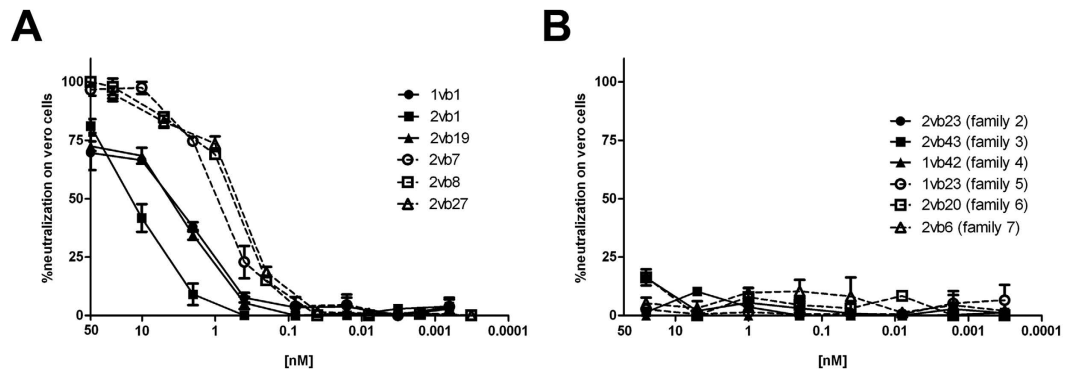 A
%neutralization on vero cells
100
75
50
25
0
50 10 1 0.1 0.01 0.001 0.0001
[nM]
1vb1
2vb1
2vb19
2vb7
2vb8
2vb27
B
%neutralization on vero cells
100
75
50
25
0
50 10 1 0.1 0.01 0.001 0.0001
[nM]
2vb23 (family 2)
2vb43 (family 3)
1vb42 (family 4)
1vb23 (family 5)
2vb20 (family 6)
2vb6 (family 7)